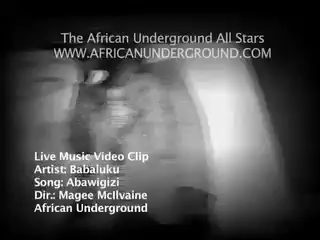 The African Underground All Stars
WWW.AFRICANUNDERGROUND.COM
Live Music Video Clip
Artist: Babaluku
Song: Abawigizi
Dir.: Magee McIlvaine
African Underground